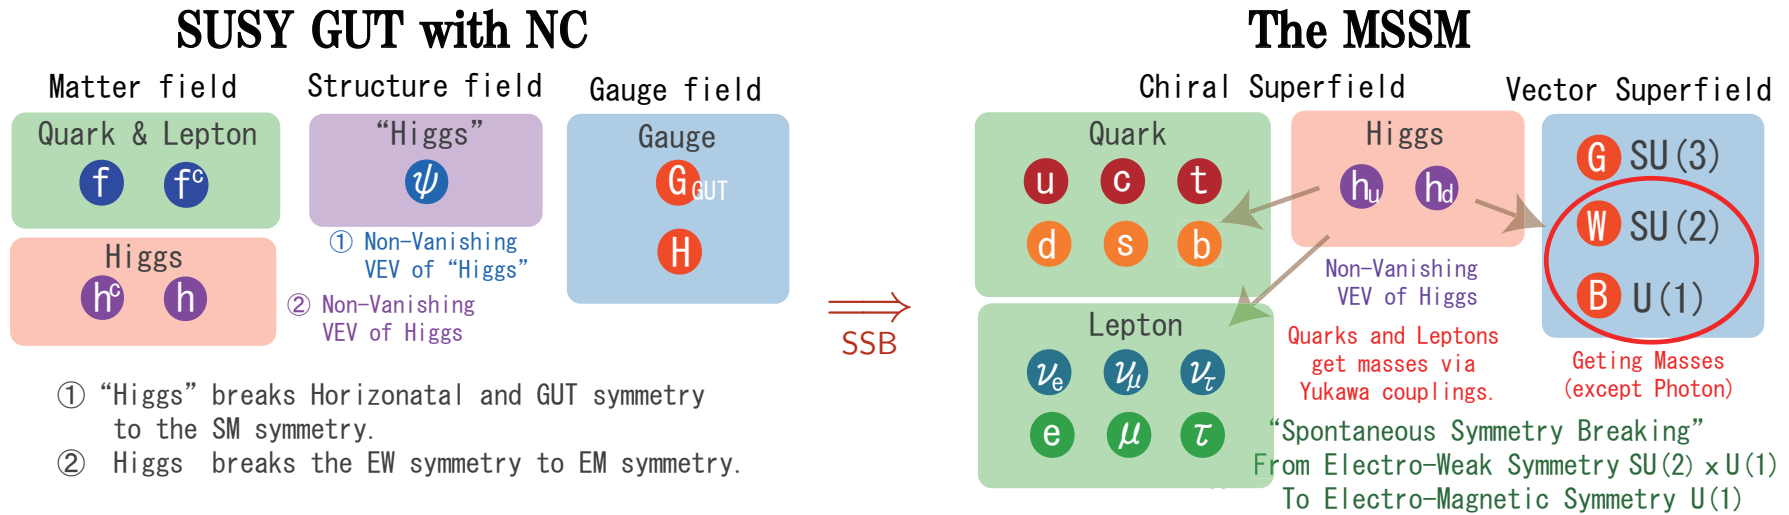 SUSY GUT with NC
Matter field
Structure field
Gauge field
Quark & Lepton
f
fc
"Higgs"
ψ
Gauge
GGUT
H
① Non-Vanishing
VEV of "Higgs"
Higgs
hc
h
② Non-Vanishing
VEV of Higgs
① "Higgs" breaks Horizonatal and GUT symmetry
to the SM symmetry.
② Higgs breaks the EW symmetry to EM symmetry.
⟹
SSB
The MSSM
Chiral Superfield
Vector Superfield
Quark
u c t
d s b
Higgs
hu hd
G SU(3)
W SU(2)
B U(1)
Non-Vanishing
VEV of Higgs
Lepton
νe νμ ντ
e μ τ
Quarks and Leptons
get masses via
Yukawa couplings.
Geting Masses
(except Photon)
"Spontaneous Symmetry Breaking"
From Electro-Weak Symmetry SU(2) x U(1)
To Electro-Magnetic Symmetry U(1)